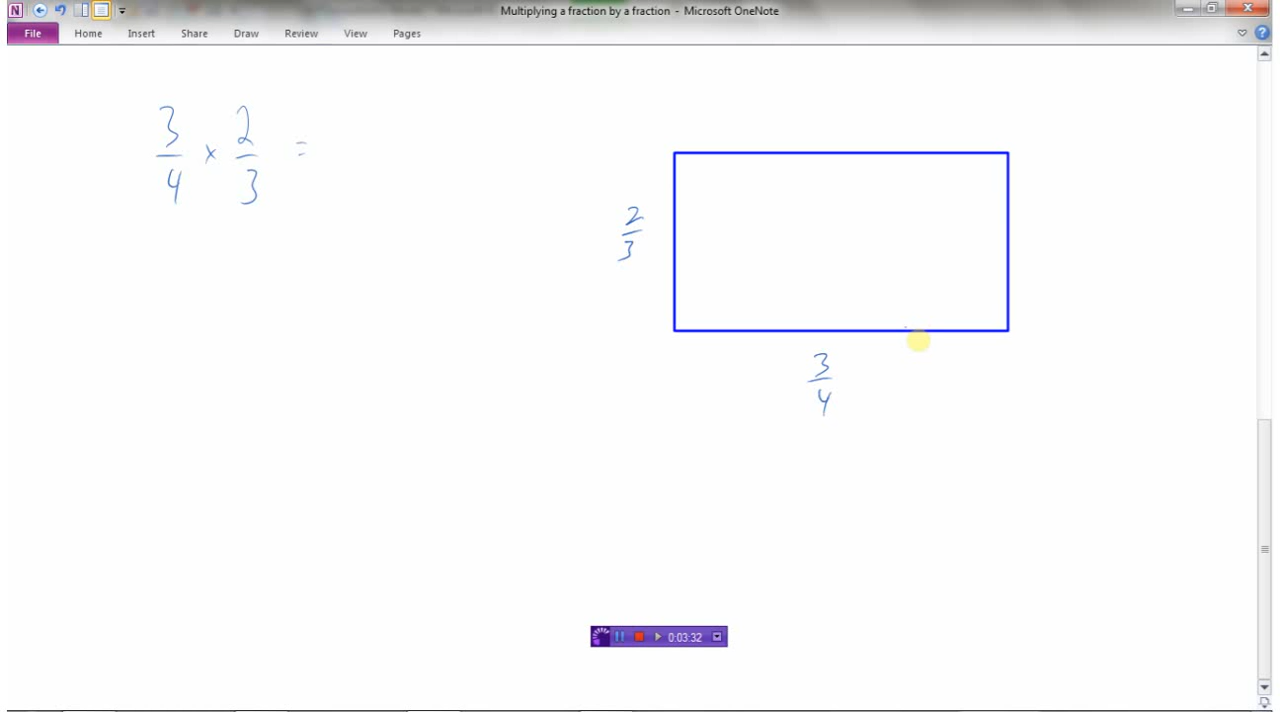 Multiplying a fraction by a fraction - Microsoft OneNote
File Home Insert Share Draw Review View Pages
3/4 × 2/3 =
2/3
3/4
0:03:32